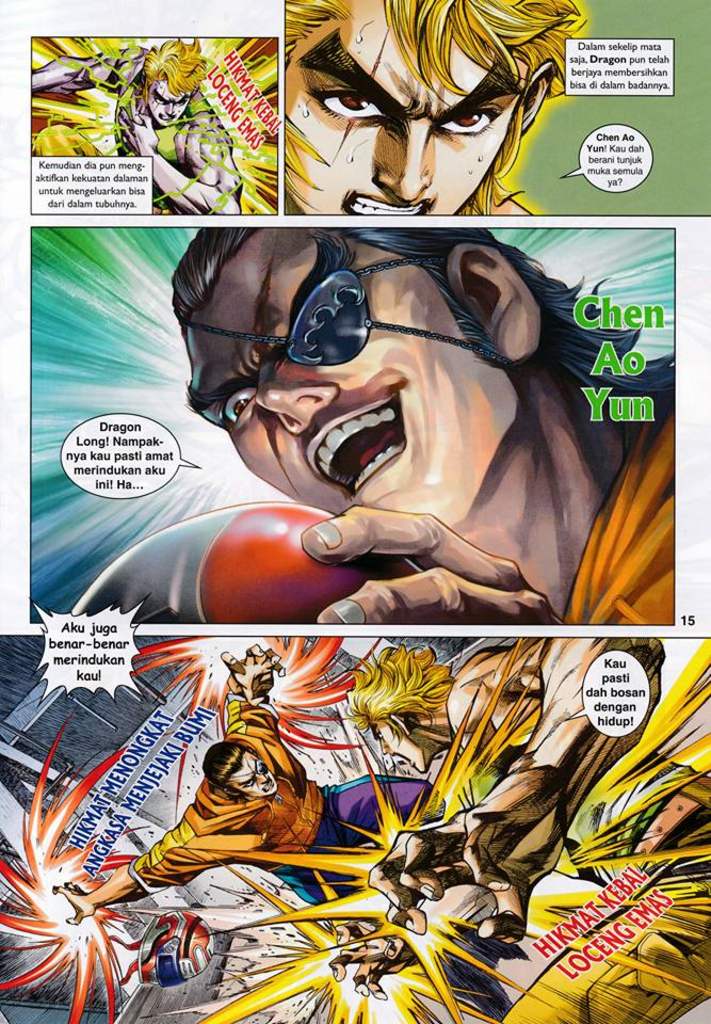 HIKMAT KEBAL
LOCENG EMAS
Kemudian dia pun meng-
aktifkan kekuatan dalaman
untuk mengeluarkan bisa
dari dalam tubuhnya.
Dalam sekelip mata
saja, Dragon pun telah
berjaya membersihkan
bisa di dalam badannya.
Chen Ao
Yun! Kau dah
berani tunjuk
muka semula
ya?
Chen
Ao
Yun
Dragon
Long! Nampak-
nya kau pasti amat
merindukan aku
ini! Ha...
15
Aku juga
benar-benar
merindukan
kau!
Kau
pasti
dah bosan
dengan
hidup!
HIKMAT MENONGKAT
ANGKASA MENYETAKI BUMI
HIKMAT KEBAL
LOCENG EMAS